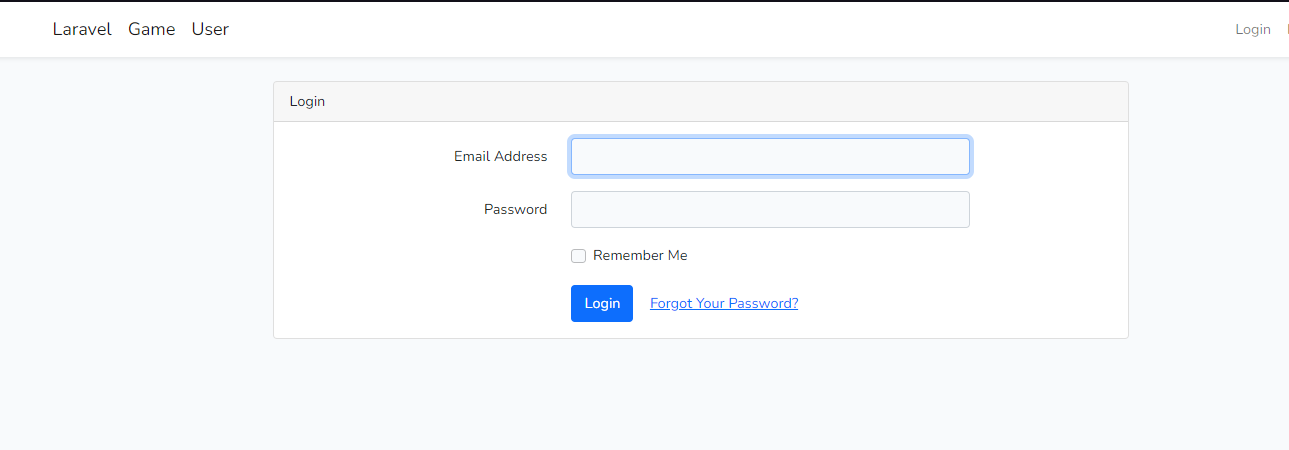 Laravel Game User Login
Login
Email Address
Password
Remember Me
Login Forgot Your Password?